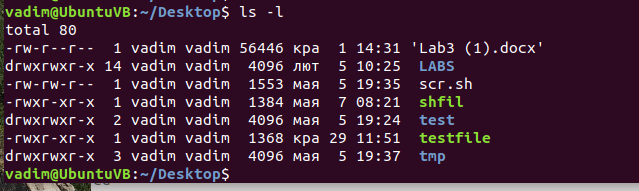 vadim@UbuntuVB:~/Desktop$ ls -l
total 80
-rw-r--r--  1 vadim vadim 56446 кра  1 14:31 'Lab3 (1).docx'
drwxrwxr-x 14 vadim vadim  4096 лют  5 10:25  LABS
-rw-rw-r--  1 vadim vadim  1553 мая  5 19:35  scr.sh
-rwxr-xr-x  1 vadim vadim  1384 мая  7 08:21  shfil
drwxrwxr-x  2 vadim vadim  4096 мая  5 19:24  test
-rwxr-xr-x  1 vadim vadim  1368 кра 29 11:51  testfile
drwxrwxr-x  3 vadim vadim  4096 мая  5 19:37  tmp
vadim@UbuntuVB:~/Desktop$